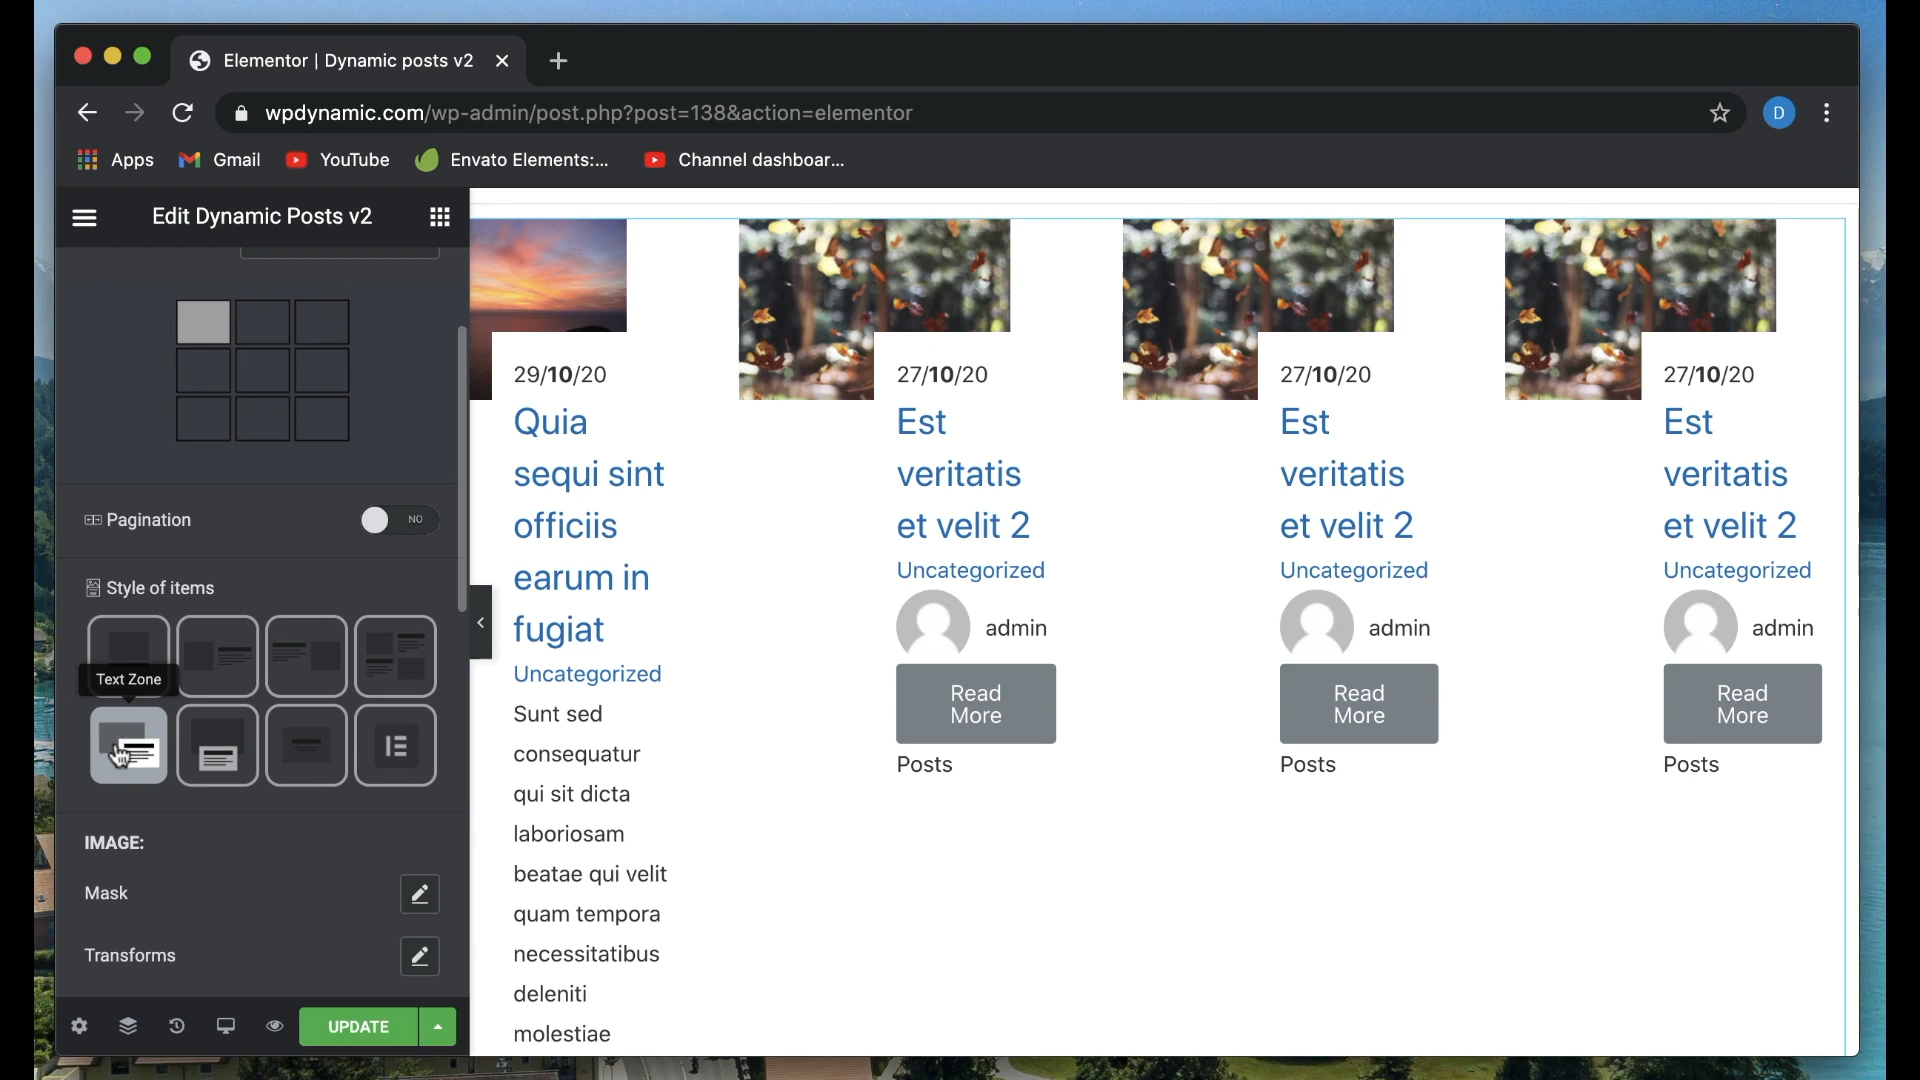 Elementor | Dynamic posts v2
wpdynamic.com/wp-admin/post.php?post=138&action=elementor
D
Apps
Gmail
YouTube
Envato Elements:...
Channel dashboar...
Edit Dynamic Posts v2
Pagination
NO
Style of items
Text Zone
IMAGE:
Mask
Transforms
UPDATE
29/10/20
Quia
sequi sint
officiis
earum in
fugiat
Uncategorized
Sunt sed
consequatur
qui sit dicta
laboriosam
beatae qui velit
quam tempora
necessitatibus
deleniti
molestiae
27/10/20
Est
veritatis
et velit 2
Uncategorized
admin
Read
More
Posts
27/10/20
Est
veritatis
et velit 2
Uncategorized
admin
Read
More
Posts
27/10/20
Est
veritatis
et velit 2
Uncategorized
admin
Read
More
Posts